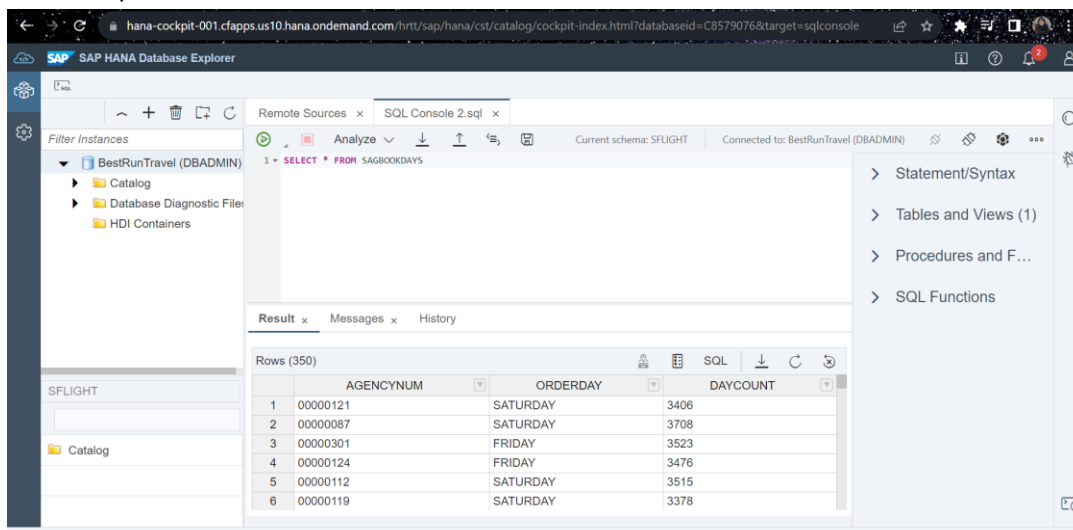 hana-cockpit-001.cfapps.us10.hana.ondemand.com/hrtt/sap/hana/cst/catalog/cockpit-index.html?databaseid=C8579076&target=sqlconsole
SAP SAP HANA Database Explorer
2
SQL
Remote Sources × SQL Console 2.sql ×
Filter Instances
Analyze Current schema: SFLIGHT Connected to: BestRunTravel (DBADMIN)
BestRunTravel (DBADMIN)
Catalog
Database Diagnostic Files
HDI Containers
1 SELECT * FROM SAGBOOKDAYS
Statement/Syntax
Tables and Views (1)
Procedures and F...
SQL Functions
Result × Messages × History
Rows (350) SQL
AGENCYNUM ORDERDAY DAYCOUNT
1 00000121 SATURDAY 3406
2 00000087 SATURDAY 3708
3 00000301 FRIDAY 3523
4 00000124 FRIDAY 3476
5 00000112 SATURDAY 3515
6 00000119 SATURDAY 3378
SFLIGHT
Catalog